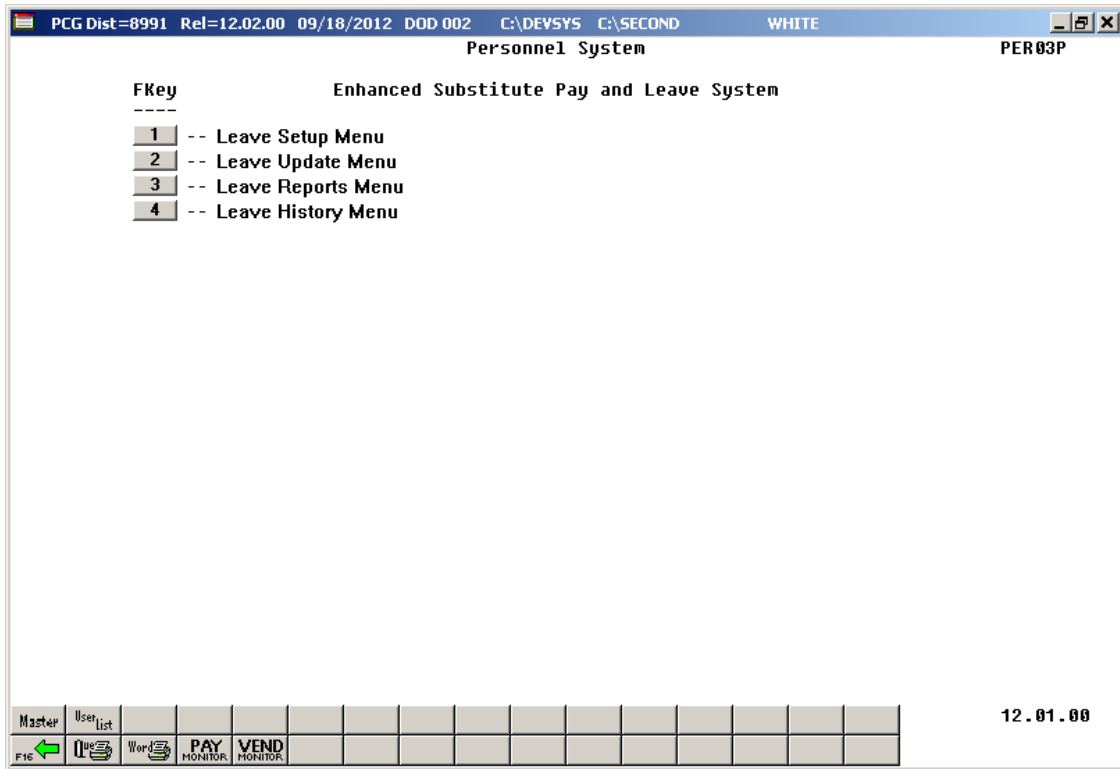 PCG Dist=8991 Rel=12.02.00 09/18/2012 DOD 002 C:\DEVSYS C:\SECOND WHITE
Personnel System PER03P
FKey Enhanced Substitute Pay and Leave System
----
1 -- Leave Setup Menu
2 -- Leave Update Menu
3 -- Leave Reports Menu
4 -- Leave History Menu
Master User List 12.01.00
F16 Que Word PAY MONITOR VEND MONITOR